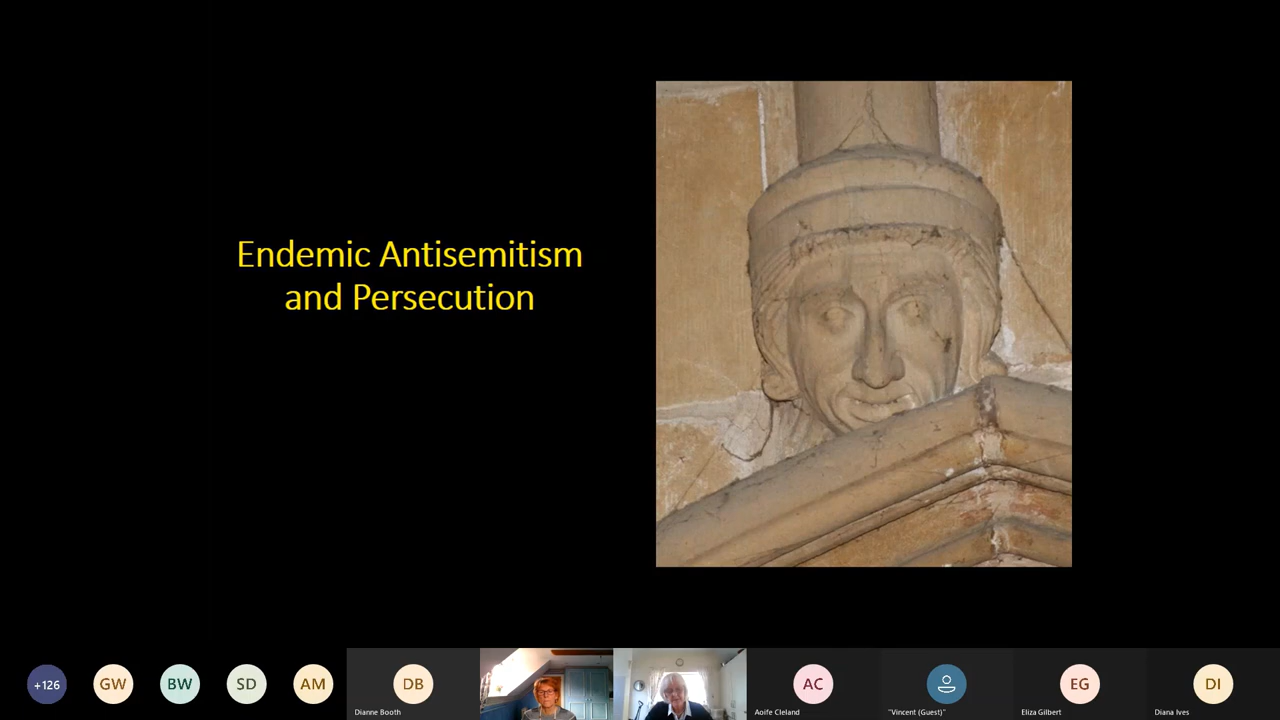 Endemic Antisemitism
and Persecution
+126
GW
BW
SD
AM
DB
Dianne Booth
AC
Aoife Cleland
"Vincent (Guest)"
EG
Eliza Gilbert
DI
Diana Ives